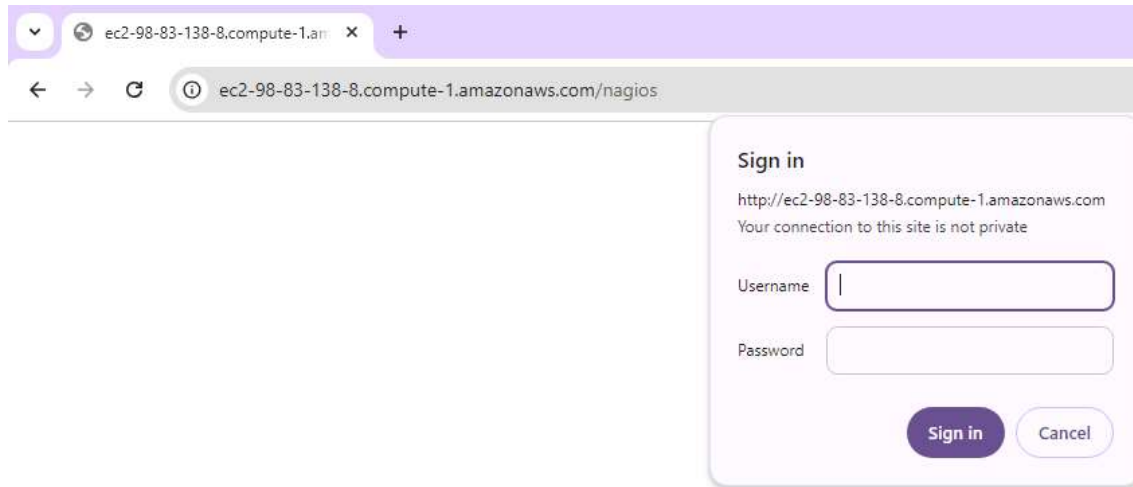 ec2-98-83-138-8.compute-1.am
ec2-98-83-138-8.compute-1.amazonaws.com/nagios
Sign in
http://ec2-98-83-138-8.compute-1.amazonaws.com
Your connection to this site is not private
Username
Password
Sign in Cancel